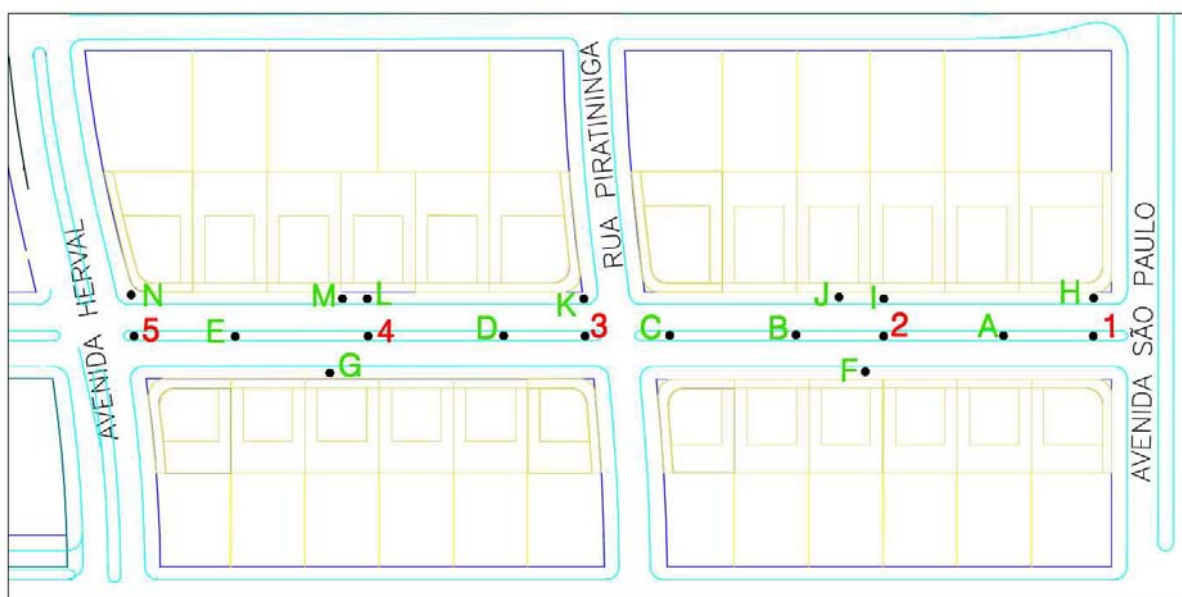 RUA PIRATININGA
AVENIDA HERVAL
AVENIDA SÃO PAULO
N M L K J I H
5 E 4 D 3 C B 2 A 1
G F